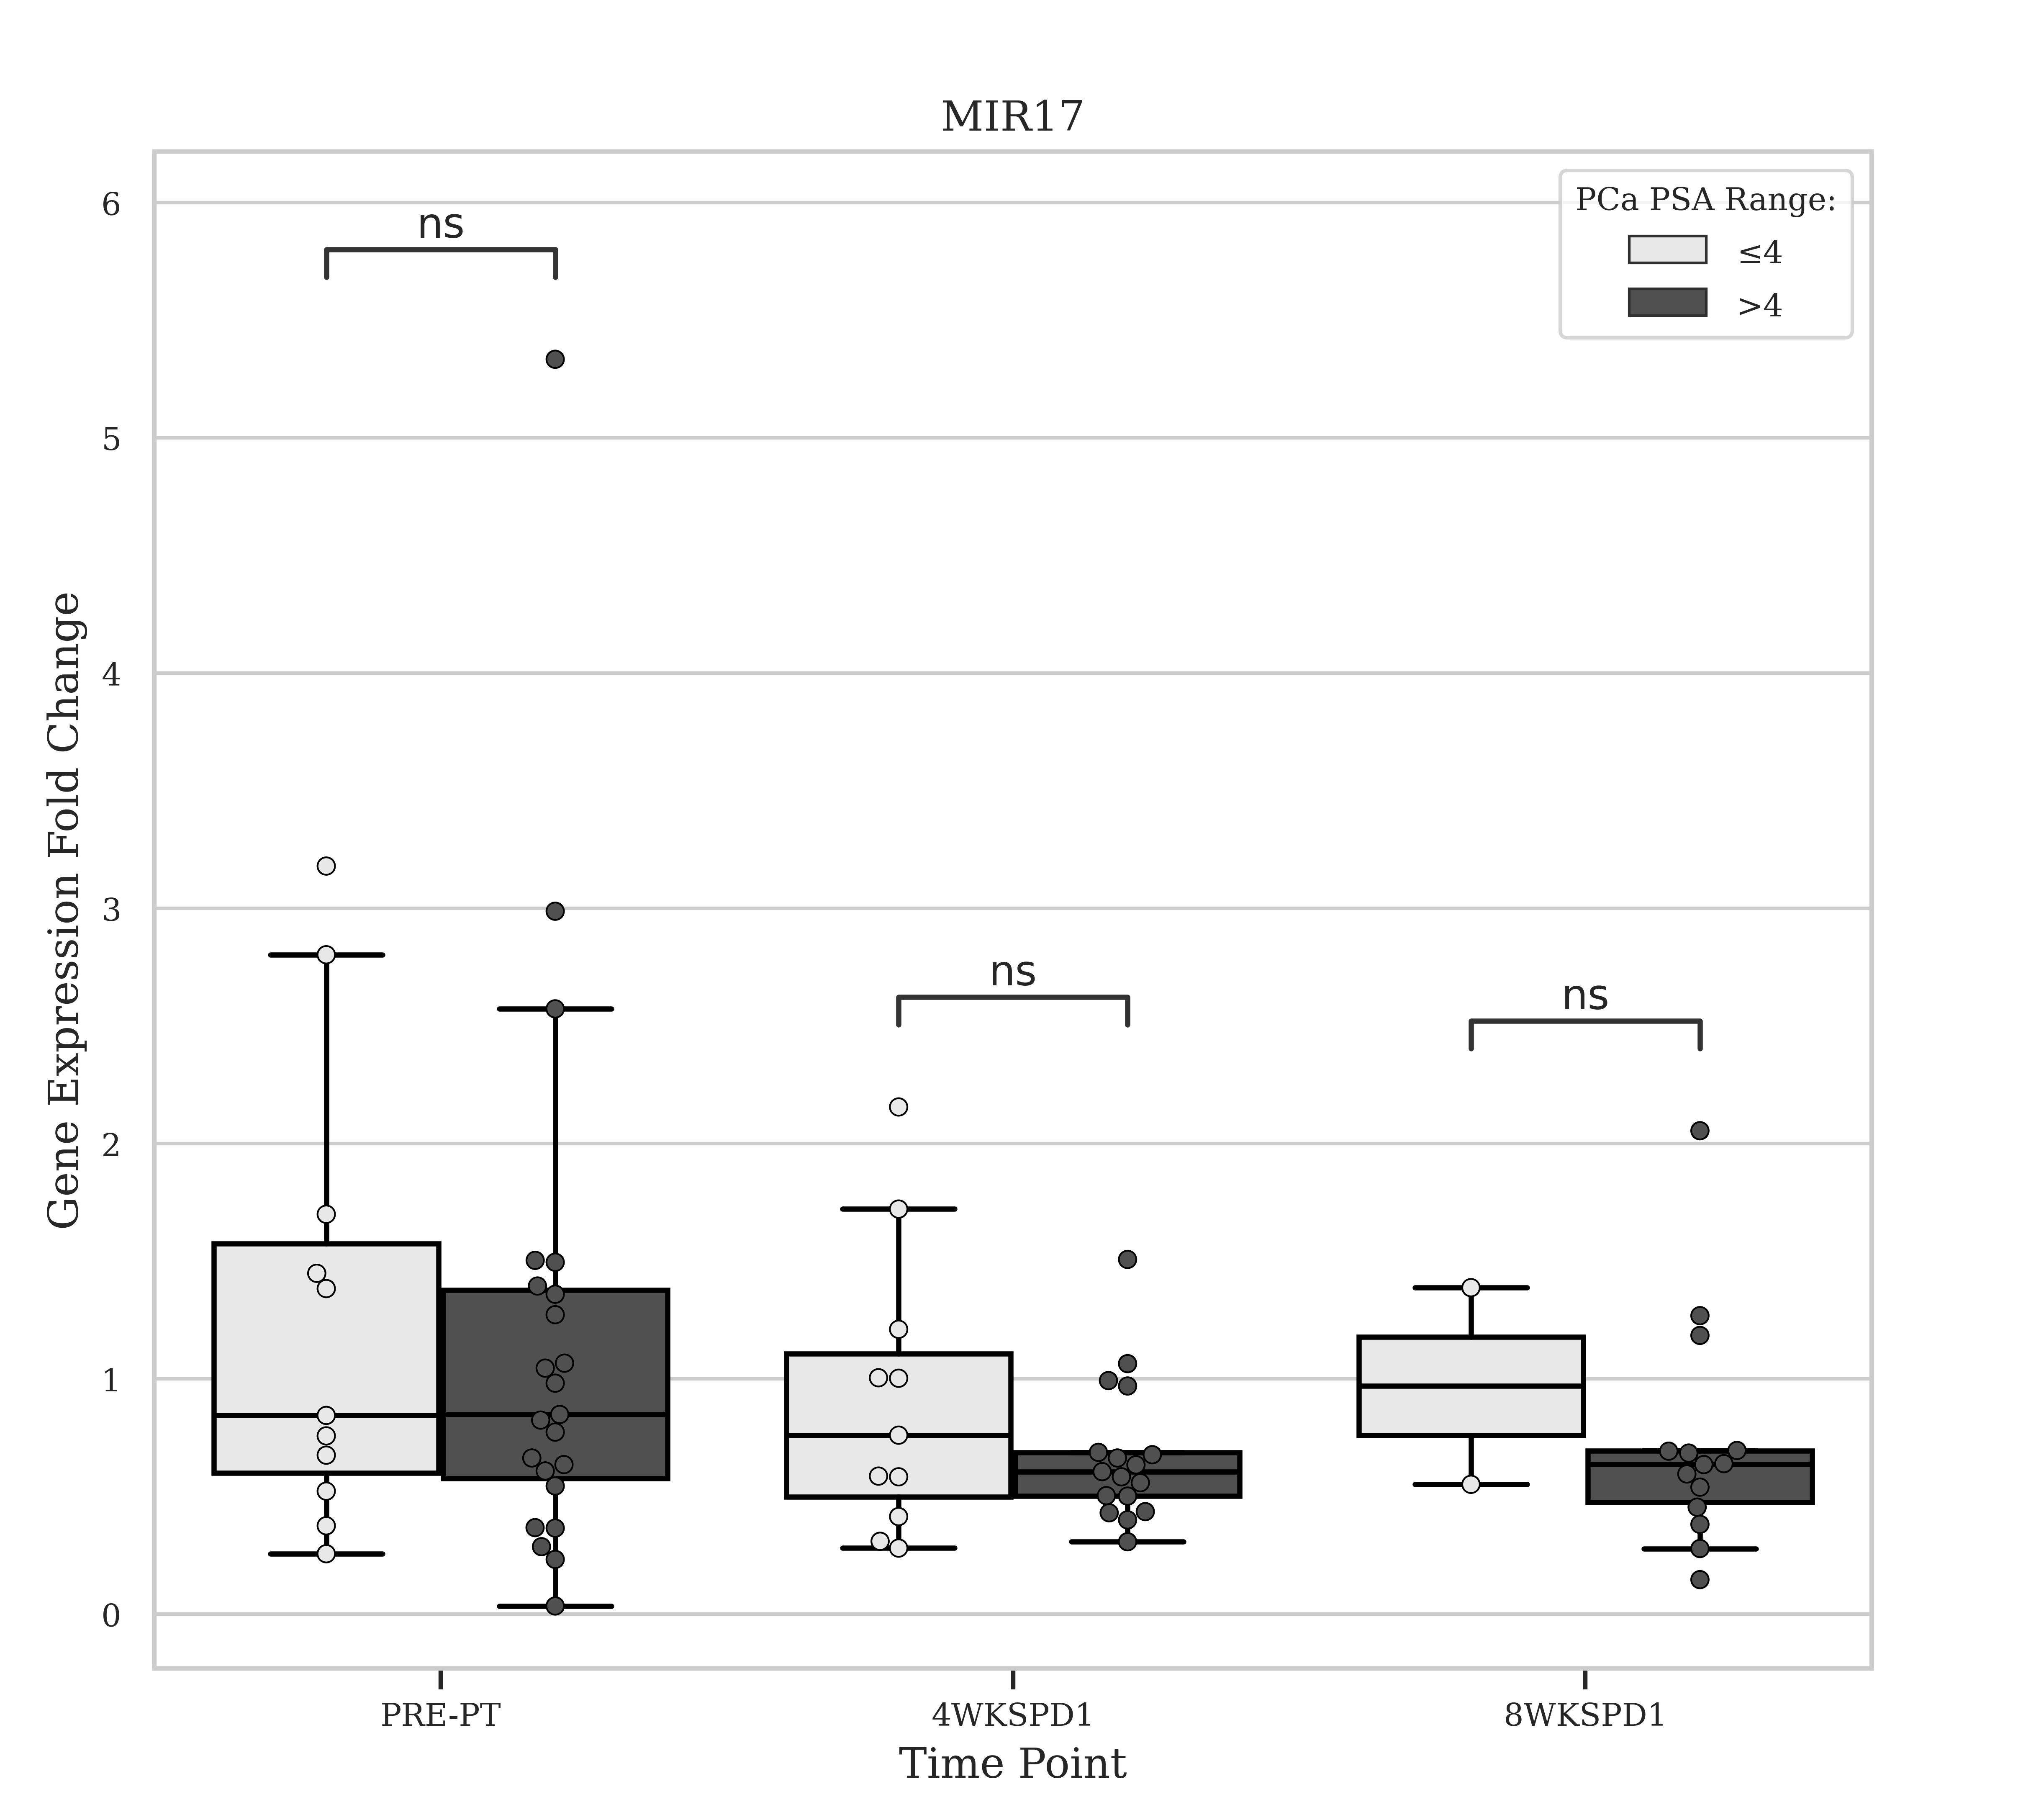 MIR17
PCa PSA Range:
≤4
>4
6
5
4
3
2
1
0
ns
ns
ns
Gene Expression Fold Change
PRE-PT
4WKSPD1
8WKSPD1
Time Point